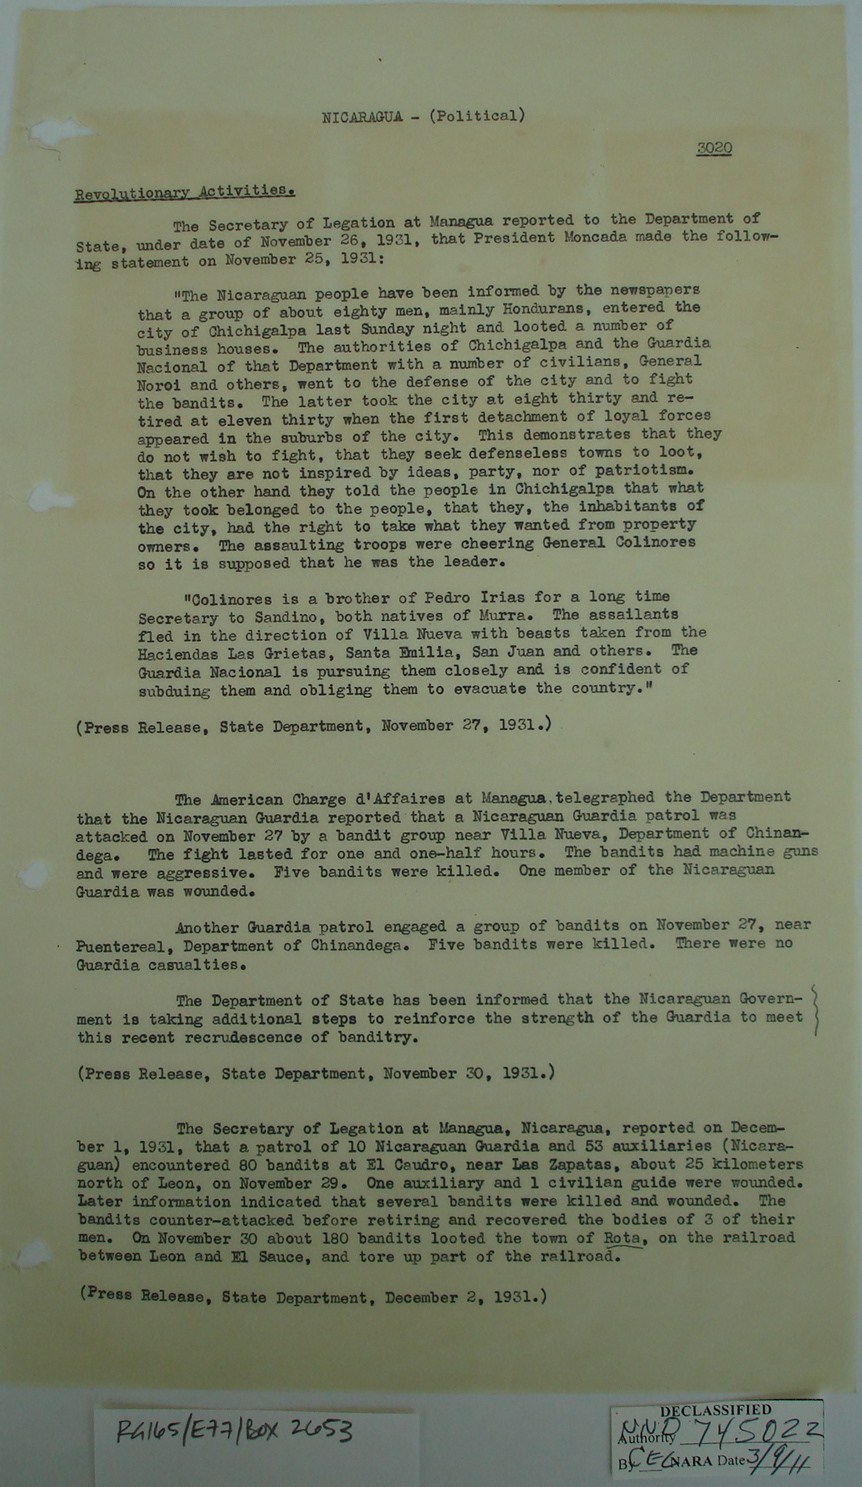 NICARAGUA - (Political)
3020
Revolutionary Activities.
The Secretary of Legation at Managua reported to the Department of
State, under date of November 26, 1931, that President Moncada made the follow-
ing statement on November 25, 1931:
"The Nicaraguan people have been informed by the newspapers
that a group of about eighty men, mainly Hondurans, entered the
city of Chichigalpa last Sunday night and looted a number of
business houses. The authorities of Chichigalpa and the Guardia
Nacional of that Department with a number of civilians, General
Noroi and others, went to the defense of the city and to fight
the bandits. The latter took the city at eight thirty and re-
tired at eleven thirty when the first detachment of loyal forces
appeared in the suburbs of the city. This demonstrates that they
do not wish to fight, that they seek defenseless towns to loot,
that they are not inspired by ideas, party, nor of patriotism.
On the other hand they told the people in Chichigalpa that what
they took belonged to the people, that they, the inhabitants of
the city, had the right to take what they wanted from property
owners. The assaulting troops were cheering General Colinores
so it is supposed that he was the leader.
"Colinores is a brother of Pedro Irias for a long time
Secretary to Sandino, both natives of Murra. The assailants
fled in the direction of Villa Nueva with beasts taken from the
Haciendas Las Grietas, Santa Emilia, San Juan and others. The
Guardia Nacional is pursuing them closely and is confident of
subduing them and obliging them to evacuate the country."
(Press Release, State Department, November 27, 1931.)
The American Charge d'Affaires at Managua.telegraphed the Department
that the Nicaraguan Guardia reported that a Nicaraguan Guardia patrol was
attacked on November 27 by a bandit group near Villa Nueva, Department of Chinan-
dega. The fight lasted for one and one-half hours. The bandits had machine guns
and were aggressive. Five bandits were killed. One member of the Nicaraguan
Guardia was wounded.
Another Guardia patrol engaged a group of bandits on November 27, near
Puentereal, Department of Chinandega. Five bandits were killed. There were no
Guardia casualties.
The Department of State has been informed that the Nicaraguan Govern-
ment is taking additional steps to reinforce the strength of the Guardia to meet
this recent recrudescence of banditry.
(Press Release, State Department, November 30, 1931.)
The Secretary of Legation at Managua, Nicaragua, reported on Decem-
ber 1, 1931, that a patrol of 10 Nicaraguan Guardia and 53 auxiliaries (Nicara-
guan) encountered 80 bandits at El Caudro, near Las Zapatas, about 25 kilometers
north of Leon, on November 29. One auxiliary and 1 civilian guide were wounded.
Later information indicated that several bandits were killed and wounded. The
bandits counter-attacked before retiring and recovered the bodies of 3 of their
men. On November 30 about 180 bandits looted the town of Rota, on the railroad
between Leon and El Sauce, and tore up part of the railroad.
(Press Release, State Department, December 2, 1931.)
RG165/E77/BOX 2653
DECLASSIFIED
Authority NND 745022
By CEG NARA Date 3/9/11